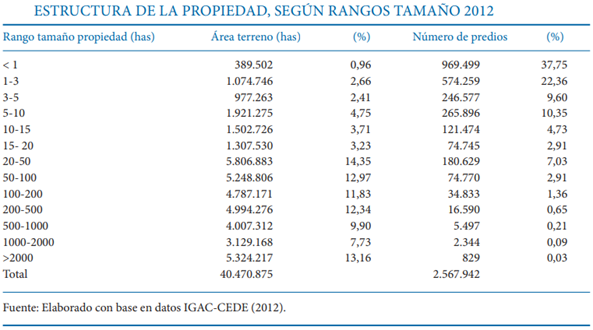 ESTRUCTURA DE LA PROPIEDAD, SEGÚN RANGOS TAMAÑO 2012
Rango tamaño propiedad (has) Área terreno (has) (%) Número de predios (%)
< 1 389.502 0,96 969.499 37,75
1-3 1.074.746 2,66 574.259 22,36
3-5 977.263 2,41 246.577 9,60
5-10 1.921.275 4,75 265.896 10,35
10-15 1.502.726 3,71 121.474 4,73
15- 20 1.307.530 3,23 74.745 2,91
20-50 5.806.883 14,35 180.629 7,03
50-100 5.248.806 12,97 74.770 2,91
100-200 4.787.171 11,83 34.833 1,36
200-500 4.994.276 12,34 16.590 0,65
500-1000 4.007.312 9,90 5.497 0,21
1000-2000 3.129.168 7,73 2.344 0,09
>2000 5.324.217 13,16 829 0,03
Total 40.470.875 2.567.942
Fuente: Elaborado con base en datos IGAC-CEDE (2012).